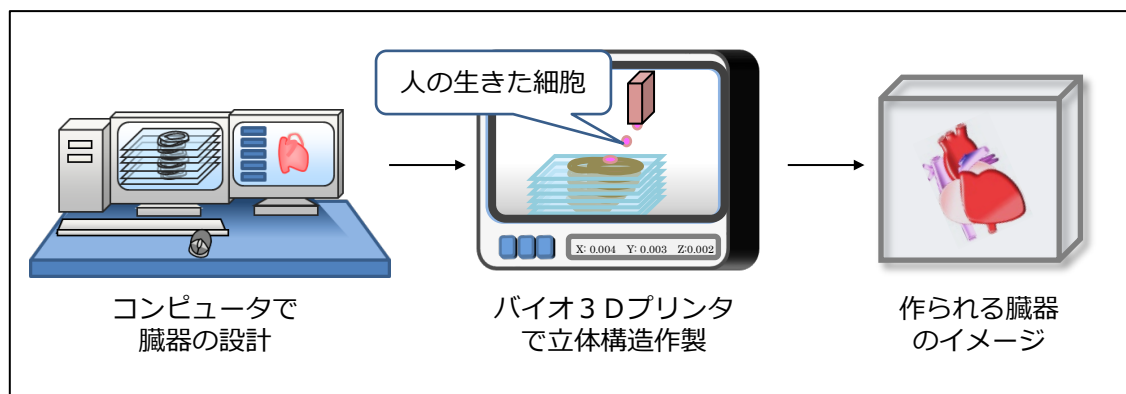 人の生きた細胞
X: 0.004 Y: 0.003 Z:0.002
コンピュータで
臓器の設計
バイオ３Ｄプリンタ
で立体構造作製
作られる臓器
のイメージ